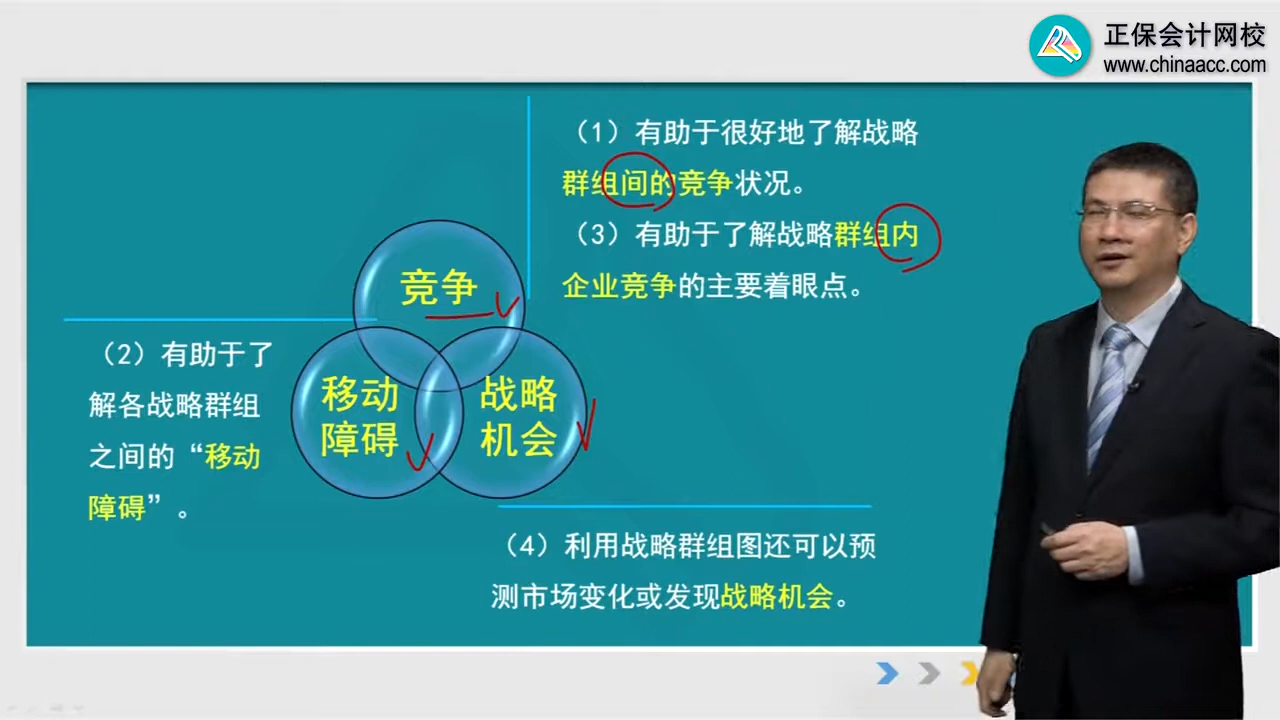 正保会计网校
www.chinaacc.com
（1）有助于很好地了解战略
群组间的竞争状况。
（3）有助于了解战略群组内
企业竞争的主要着眼点。
竞争
（2）有助于了
解各战略群组
之间的“移动
障碍”。
移动
障碍
战略
机会
（4）利用战略群组图还可以预
测市场变化或发现战略机会。